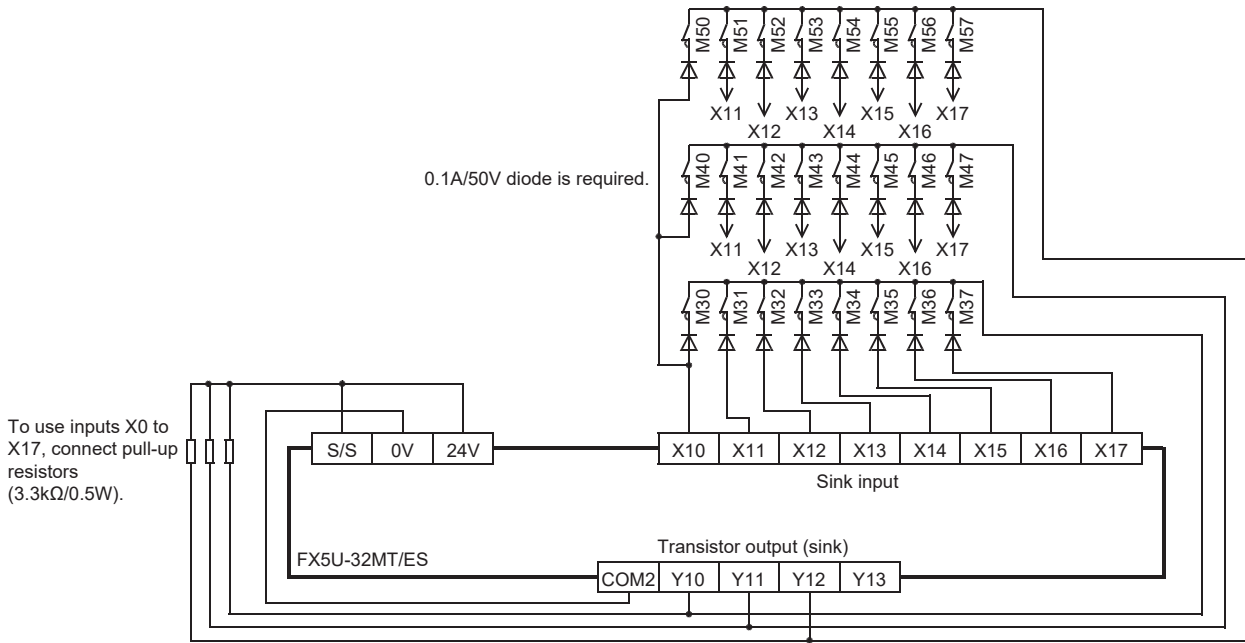 M50 M51 M52 M53 M54 M55 M56 M57
X11 X13 X15 X17
X12 X14 X16
M40 M41 M42 M43 M44 M45 M46 M47
0.1A/50V diode is required.
X11 X13 X15 X17
X12 X14 X16
M30 M31 M32 M33 M34 M35 M36 M37
To use inputs X0 to
X17, connect pull-up
resistors
(3.3kΩ/0.5W).
S/S 0V 24V
X10 X11 X12 X13 X14 X15 X16 X17
Sink input
FX5U-32MT/ES
Transistor output (sink)
COM2 Y10 Y11 Y12 Y13